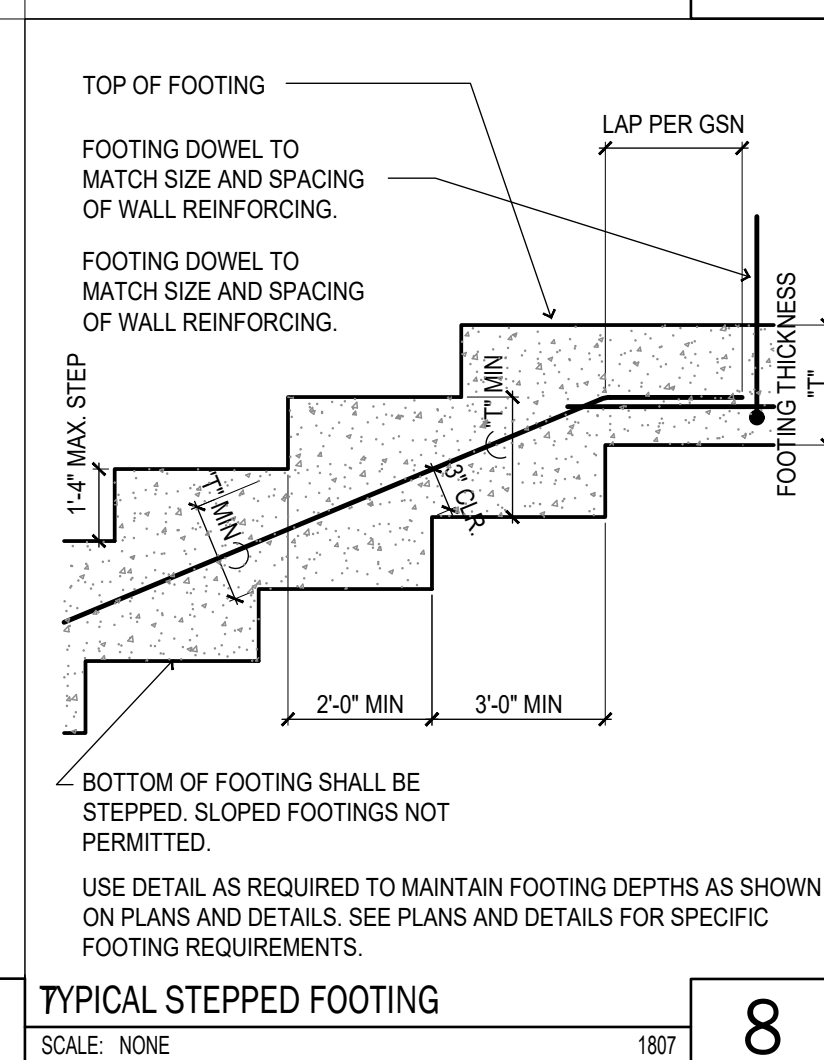 TOP OF FOOTING
LAP PER GSN
FOOTING DOWEL TO
MATCH SIZE AND SPACING
OF WALL REINFORCING.
FOOTING DOWEL TO
MATCH SIZE AND SPACING
OF WALL REINFORCING.
1'-4" MAX. STEP
"T" MIN
"T" MIN
3" CLR.
FOOTING THICKNESS
"T"
2'-0" MIN
3'-0" MIN
BOTTOM OF FOOTING SHALL BE
STEPPED. SLOPED FOOTINGS NOT
PERMITTED.
USE DETAIL AS REQUIRED TO MAINTAIN FOOTING DEPTHS AS SHOWN
ON PLANS AND DETAILS. SEE PLANS AND DETAILS FOR SPECIFIC
FOOTING REQUIREMENTS.
TYPICAL STEPPED FOOTING
SCALE: NONE
1807
8